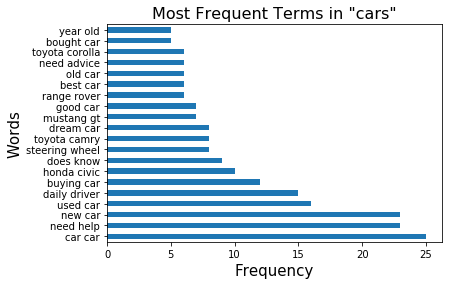 Most Frequent Terms in "cars"
year old
bought car
toyota corolla
need advice
old car
best car
range rover
good car
mustang gt
dream car
toyota camry
steering wheel
does know
honda civic
buying car
daily driver
used car
new car
need help
car car
Words
0 5 10 15 20 25
Frequency